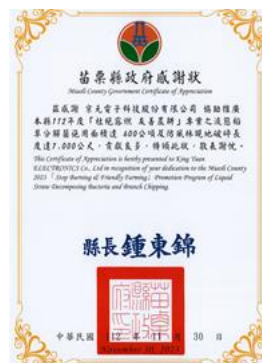 苗栗縣政府感謝狀
Miaoli County Government Certificate of Appreciation
茲感謝 京元電子科技股份有限公司 協助推廣
本縣112年度「杜絕露燃 友善農耕」專案之液態稻
草分解菌施用面積達 600公頃及防風林現地破碎長
度達7,000公尺，貢獻良多，特頒此狀，敬表謝忱。
This Certificate of Appreciation is hereby presented to King Yuan
ELECTRONICS Co., Ltd in recognition of your dedication to the Miaoli County
2023 「Stop Burning & Friendly Farming」 Promotion Program of Liquid
Straw Decomposing Bacteria and Branch Chipping.
縣長鍾東錦
中華民國 112 年 11 月 30 日
November 30, 2023